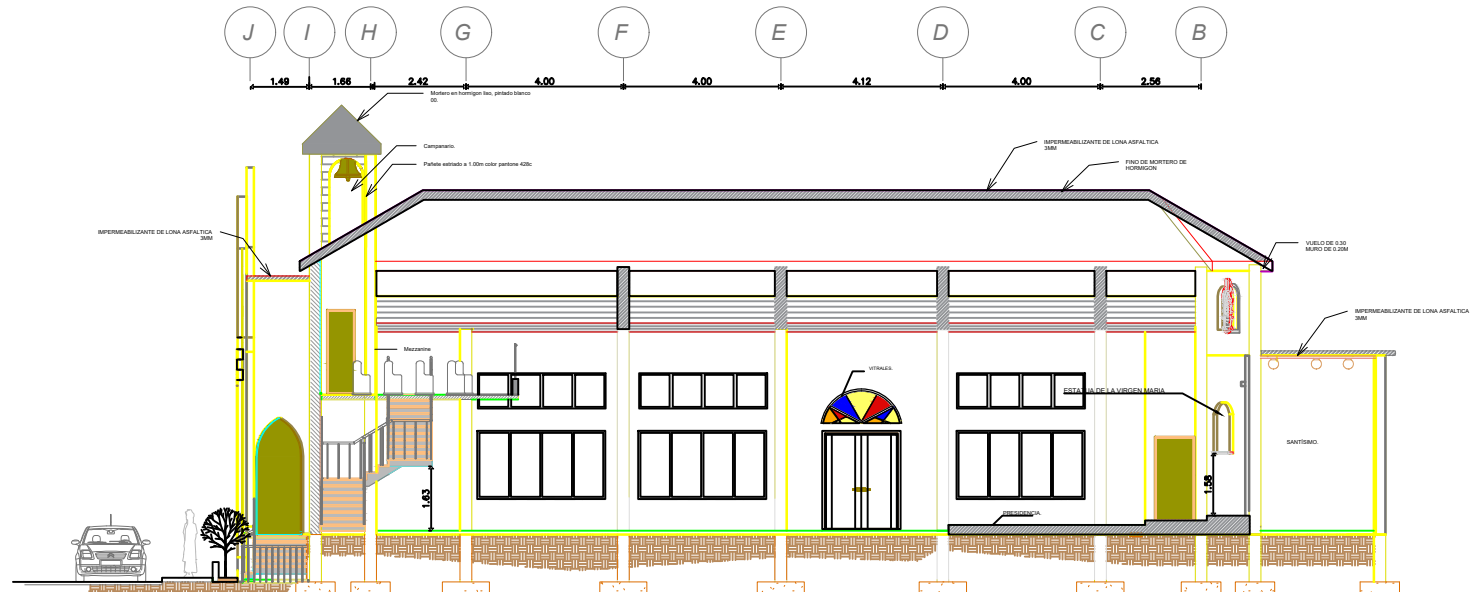 J I H G F E D C B
1.49 1.66 2.42 4.00 4.00 4.12 4.00 2.56
Mortero en hormigon liso, pintado blanco
00.
Campanario.
Pañete estriado a 1.00m color pantone 428c
IMPERMEABILIZANTE DE LONA ASFALTICA
3MM
FINO DE MORTERO DE
HORMIGON
IMPERMEABILIZANTE DE LONA ASFALTICA
3MM
VUELO DE 0.30
MURO DE 0.20M
IMPERMEABILIZANTE DE LONA ASFALTICA
3MM
Mezzanine
VITRALES.
ESTATUA DE LA VIRGEN MARIA
SANTÍSIMO.
1.63
1.58
PRESIDENCIA.